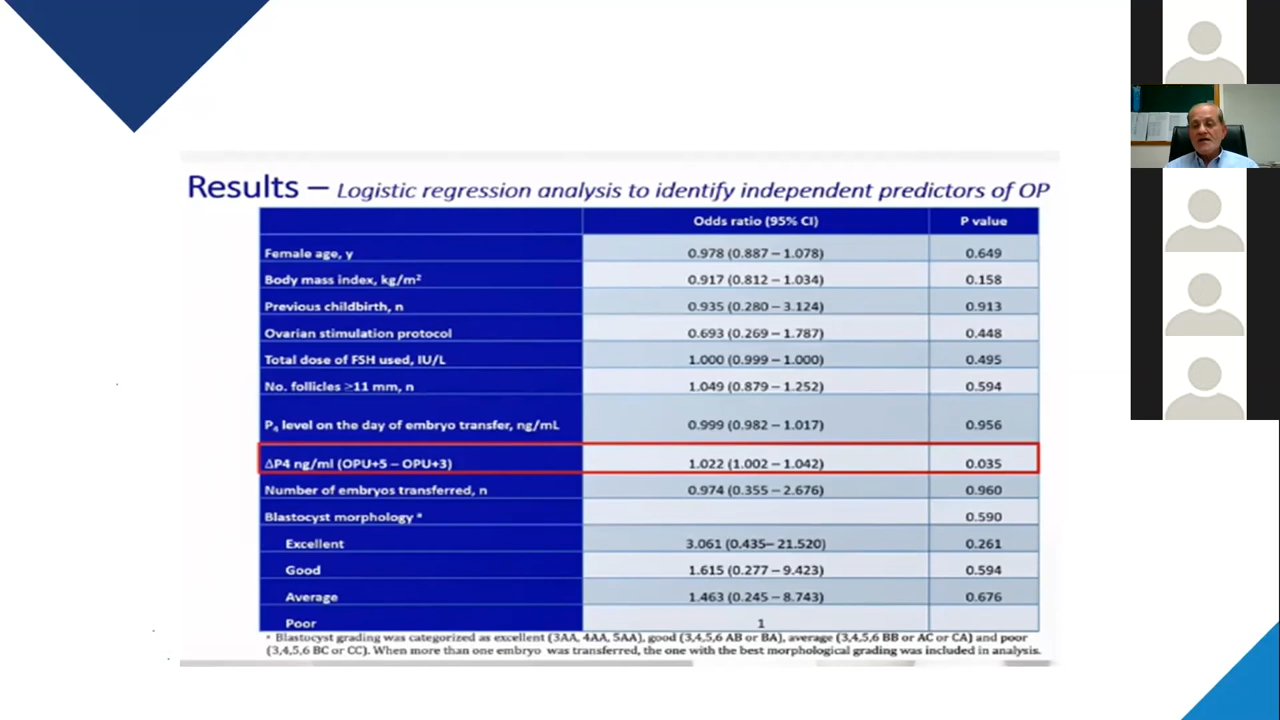 Results – Logistic regression analysis to identify independent predictors of OP
Odds ratio (95% CI) P value
Female age, y 0.978 (0.887 – 1.078) 0.649
Body mass index, kg/m² 0.917 (0.812 – 1.034) 0.158
Previous childbirth, n 0.935 (0.280 – 3.124) 0.913
Ovarian stimulation protocol 0.693 (0.269 – 1.787) 0.448
Total dose of FSH used, IU/L 1.000 (0.999 – 1.000) 0.495
No. follicles ≥11 mm, n 1.049 (0.879 – 1.252) 0.594
P₄ level on the day of embryo transfer, ng/mL 0.999 (0.982 – 1.017) 0.956
ΔP4 ng/ml (OPU+5 – OPU+3) 1.022 (1.002 – 1.042) 0.035
Number of embryos transferred, n 0.974 (0.355 – 2.676) 0.960
Blastocyst morphology ᵃ 0.590
Excellent 3.061 (0.435– 21.520) 0.261
Good 1.615 (0.277 – 9.423) 0.594
Average 1.463 (0.245 – 8.743) 0.676
Poor 1
ᵃ Blastocyst grading was categorized as excellent (3AA, 4AA, 5AA), good (3,4,5,6 AB or BA), average (3,4,5,6 BB or AC or CA) and poor
(3,4,5,6 BC or CC). When more than one embryo was transferred, the one with the best morphological grading was included in analysis.